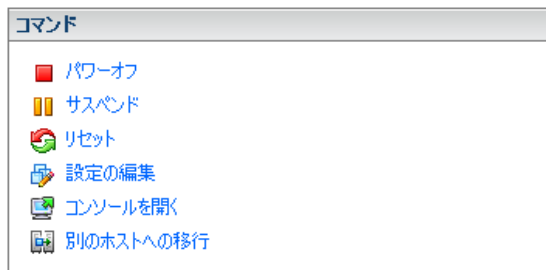 コマンド
パワーオフ
サスペンド
リセット
設定の編集
コンソールを開く
別のホストへの移行